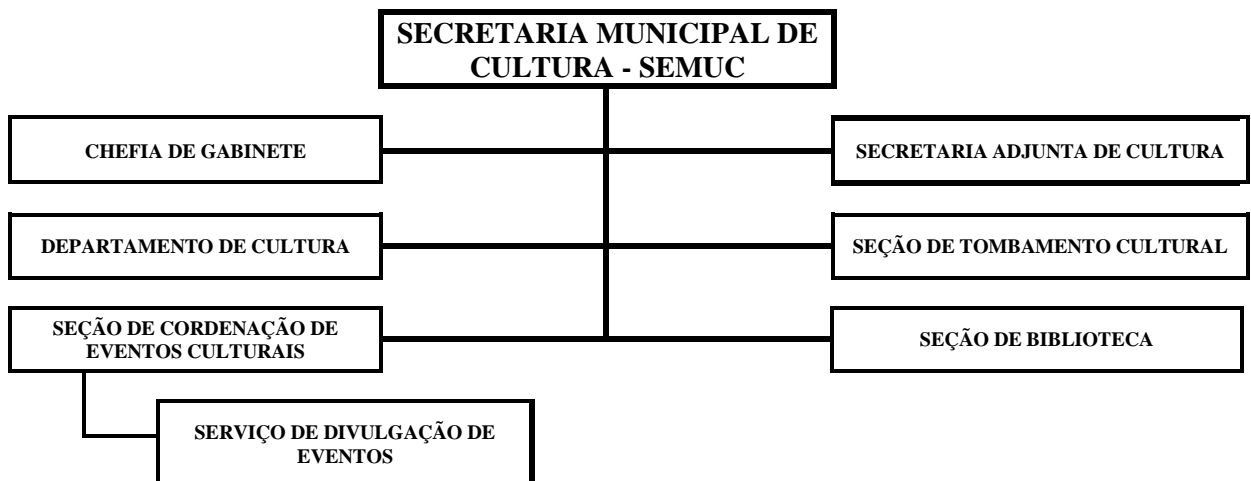 SECRETARIA MUNICIPAL DE
CULTURA - SEMUC
CHEFIA DE GABINETE
SECRETARIA ADJUNTA DE CULTURA
DEPARTAMENTO DE CULTURA
SEÇÃO DE TOMBAMENTO CULTURAL
SEÇÃO DE CORDENAÇÃO DE
EVENTOS CULTURAIS
SEÇÃO DE BIBLIOTECA
SERVIÇO DE DIVULGAÇÃO DE
EVENTOS